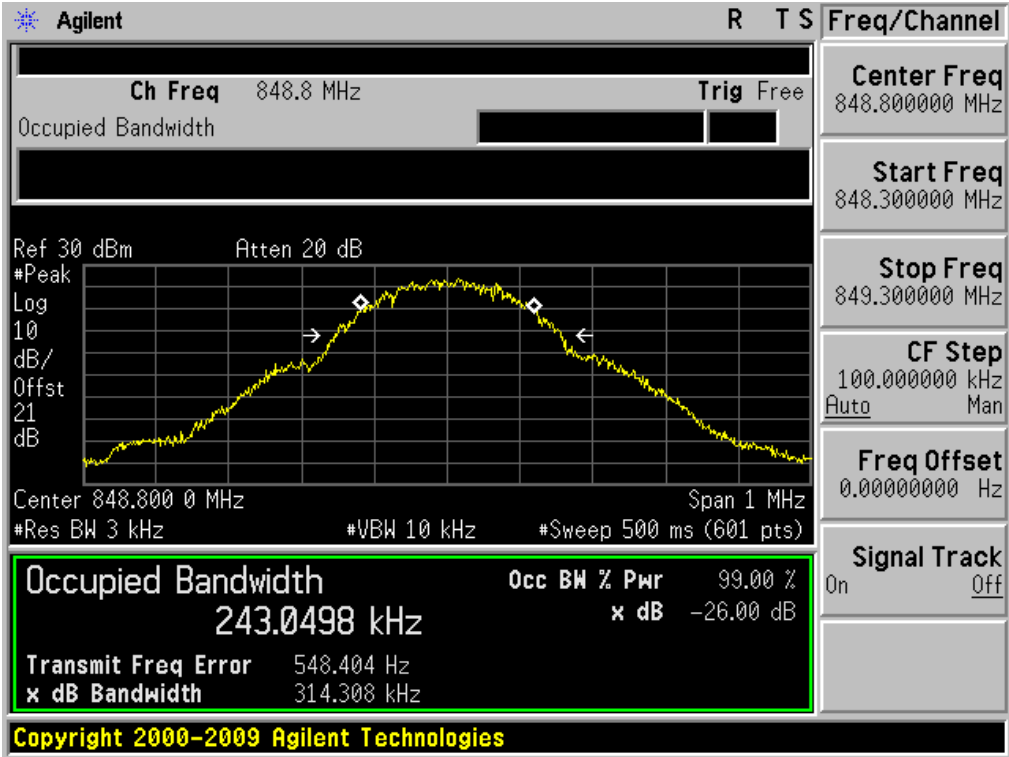 Agilent R T S Freq/Channel
Ch Freq 848.8 MHz Trig Free
Occupied Bandwidth
Center Freq
848.800000 MHz
Start Freq
848.300000 MHz
Stop Freq
849.300000 MHz
CF Step
100.000000 kHz
Auto Man
Freq Offset
0.00000000 Hz
Signal Track
On Off
Ref 30 dBm Atten 20 dB
#Peak
Log
10
dB/
Offst
21
dB
Center 848.800 0 MHz Span 1 MHz
#Res BW 3 kHz #VBW 10 kHz #Sweep 500 ms (601 pts)
Occupied Bandwidth Occ BW % Pwr 99.00 %
243.0498 kHz x dB -26.00 dB
Transmit Freq Error 548.404 Hz
x dB Bandwidth 314.308 kHz
Copyright 2000-2009 Agilent Technologies